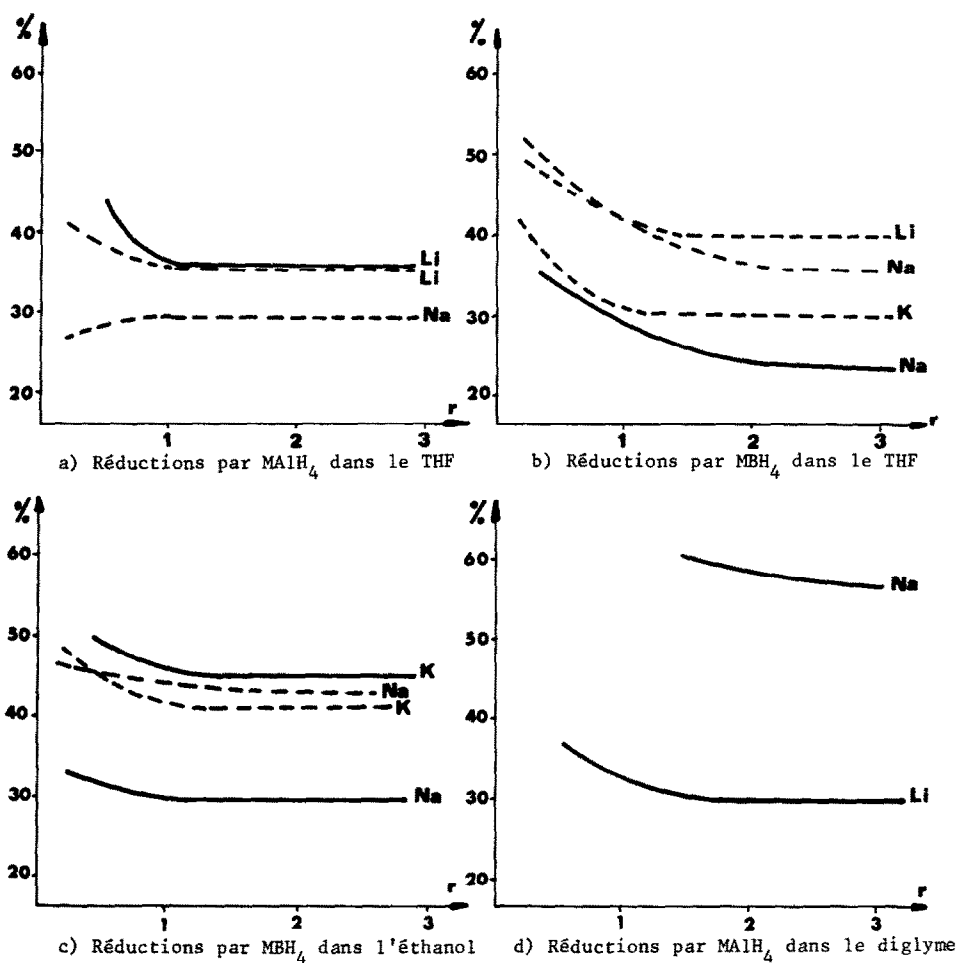 %
60
50
40
30
20
Li
Li
Na
r
1 2 3
a) Réductions par MAlH4 dans le THF
%
60
50
40
30
20
Li
Na
K
Na
r
1 2 3
b) Réductions par MBH4 dans le THF
%
60
50
40
30
20
K
Na
K
Na
r
1 2 3
c) Réductions par MBH4 dans l'éthanol
%
60
50
40
30
20
Na
Li
r
1 2 3
d) Réductions par MAlH4 dans le diglyme